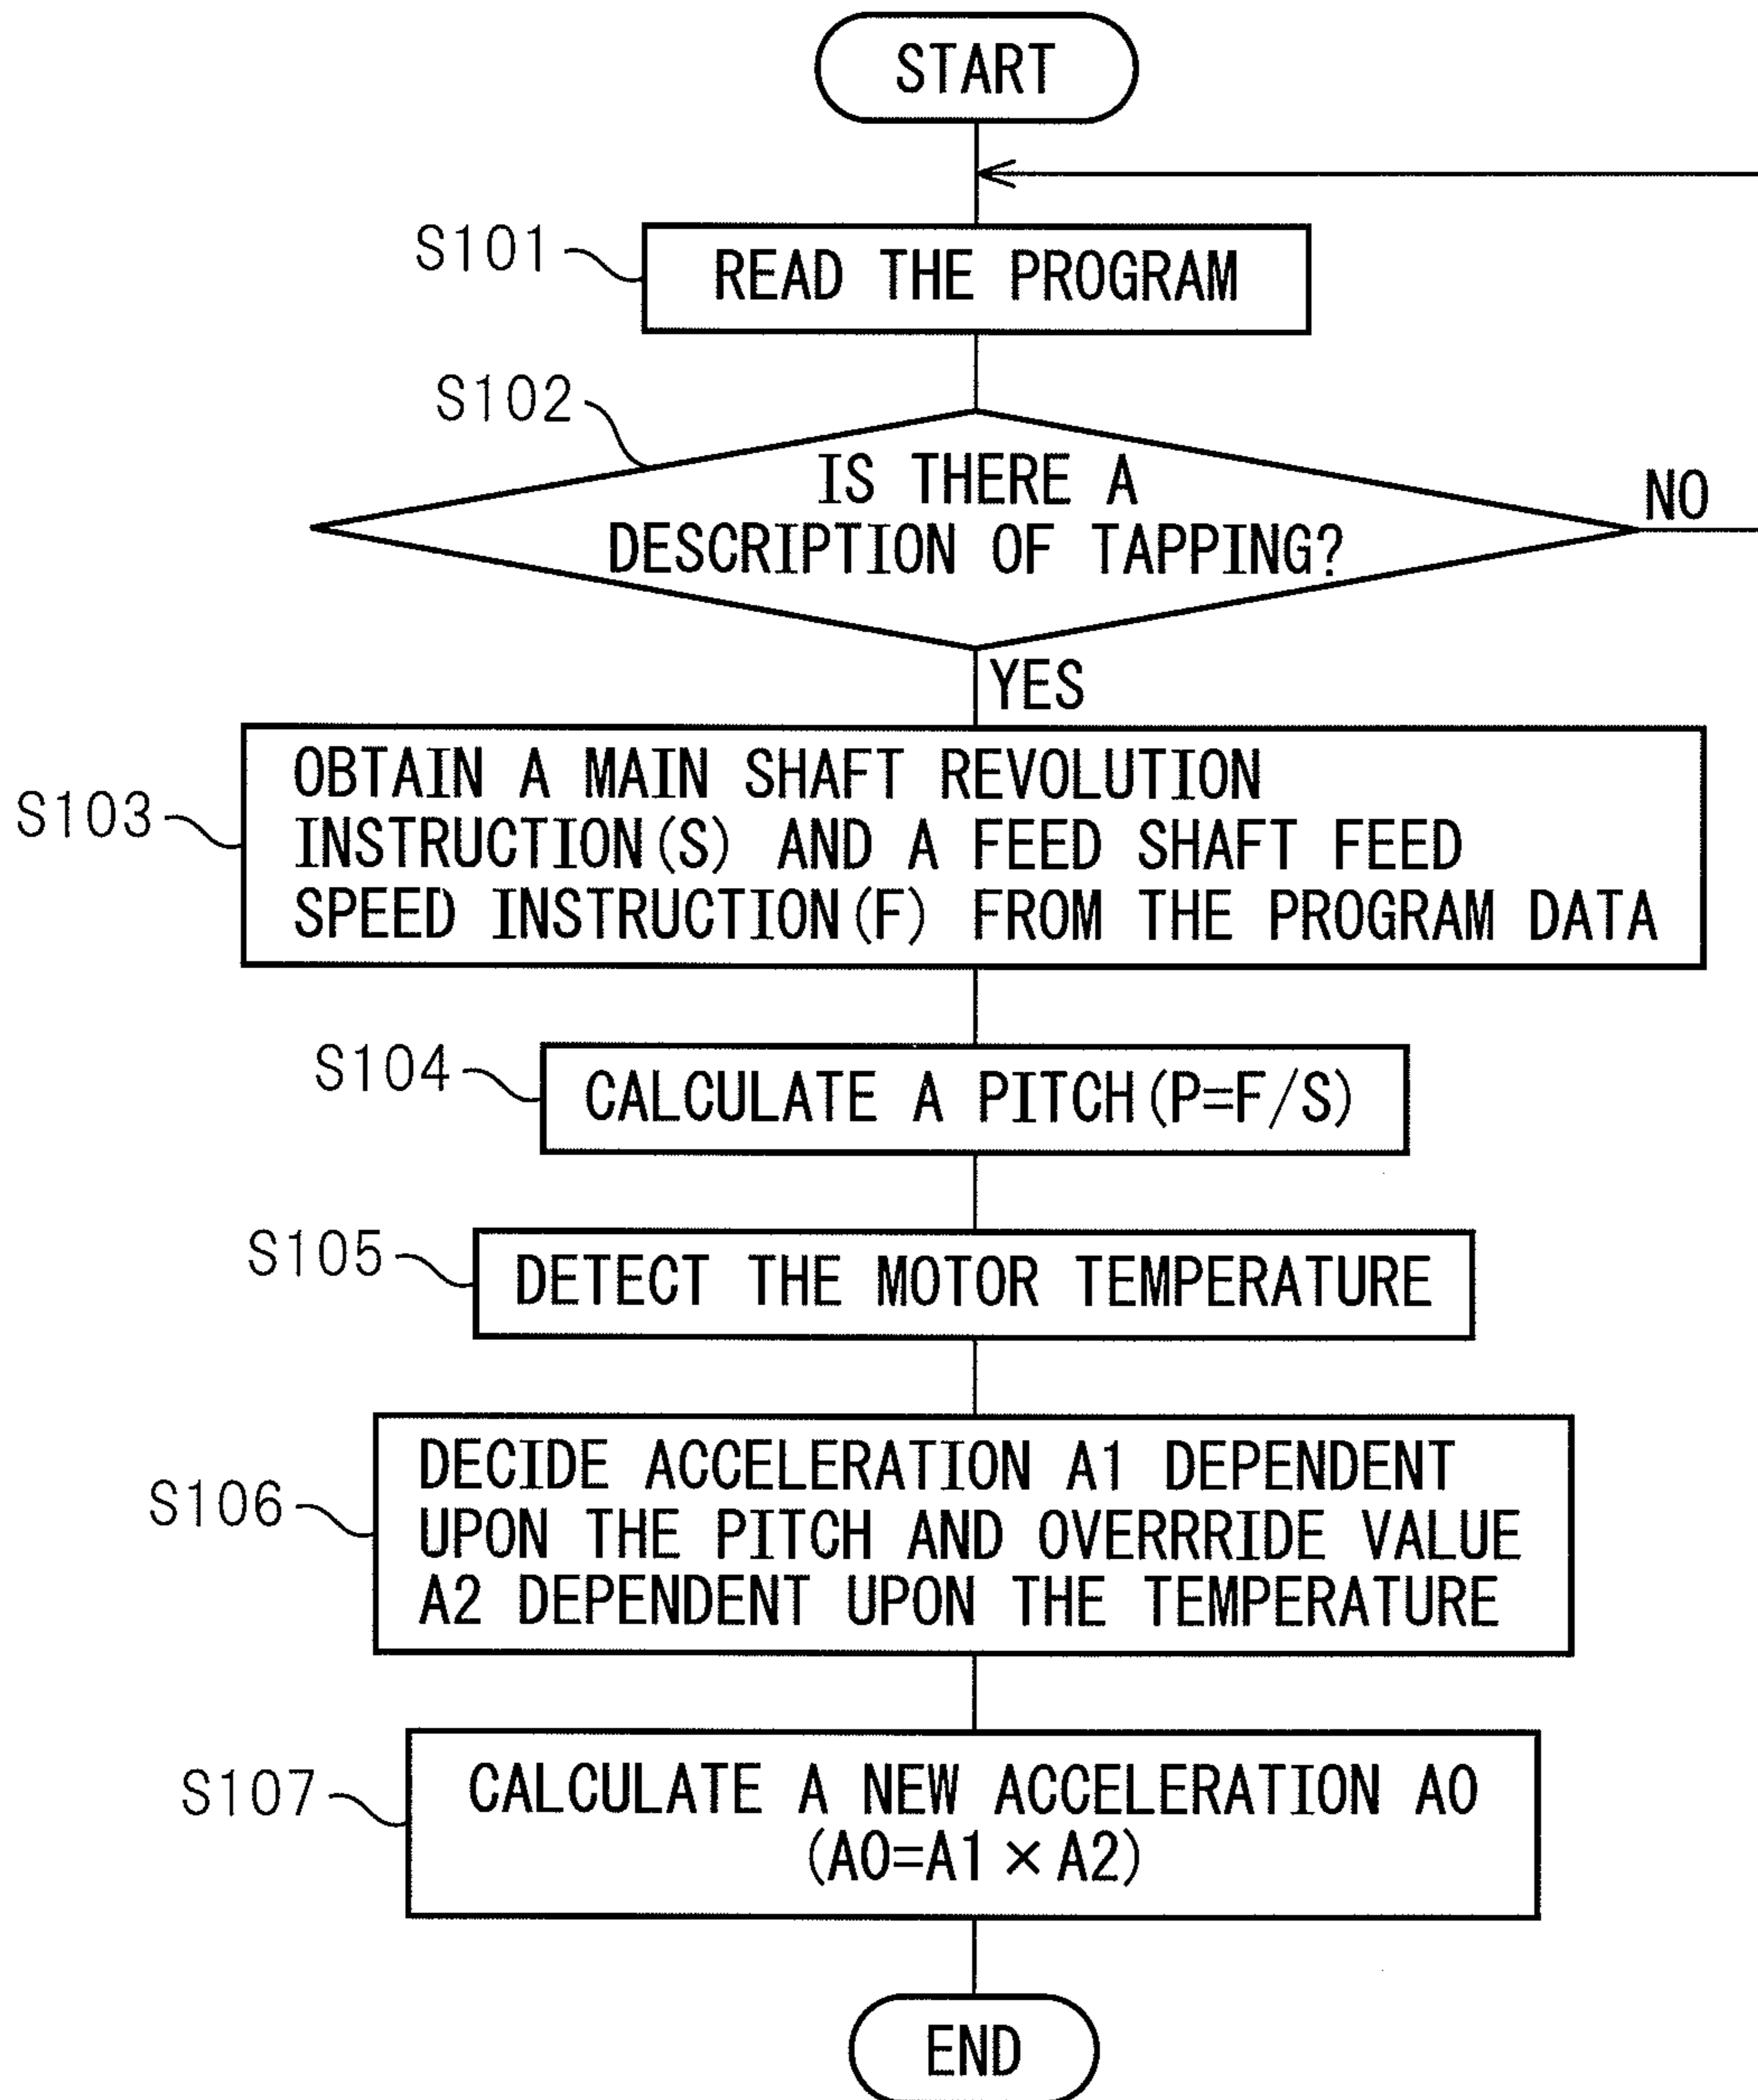 START
S101
READ THE PROGRAM
S102
IS THERE A
DESCRIPTION OF TAPPING?
NO
YES
S103
OBTAIN A MAIN SHAFT REVOLUTION
INSTRUCTION(S) AND A FEED SHAFT FEED
SPEED INSTRUCTION(F) FROM THE PROGRAM DATA
S104
CALCULATE A PITCH(P=F/S)
S105
DETECT THE MOTOR TEMPERATURE
S106
DECIDE ACCELERATION A1 DEPENDENT
UPON THE PITCH AND OVERRRIDE VALUE
A2 DEPENDENT UPON THE TEMPERATURE
S107
CALCULATE A NEW ACCELERATION A0
(A0=A1×A2)
END